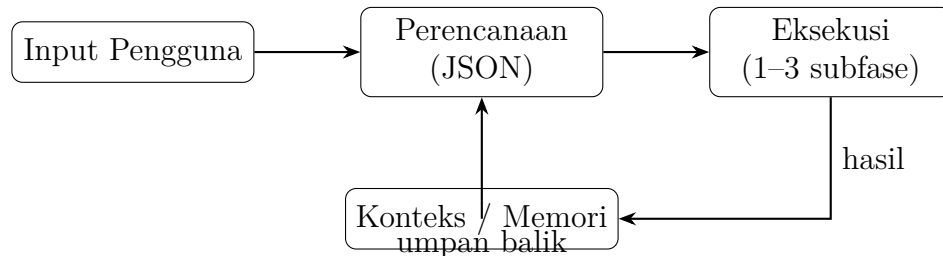 Input Pengguna
Perencanaan
(JSON)
Eksekusi
(1–3 subfase)
hasil
Konteks / Memori
umpan balik